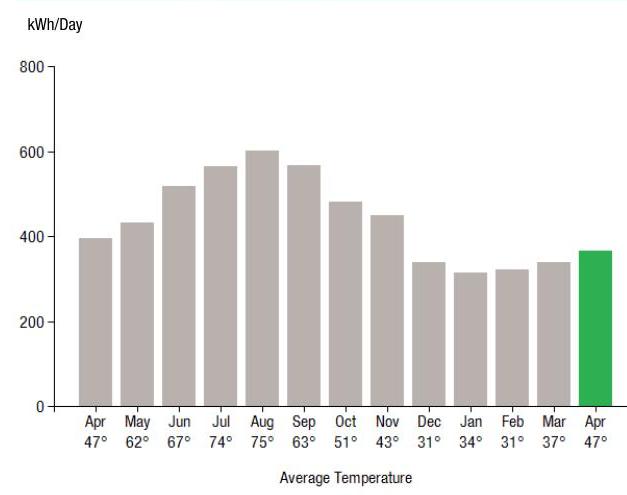 kWh/Day
800
600
400
200
0
Apr May Jun Jul Aug Sep Oct Nov Dec Jan Feb Mar Apr
47° 62° 67° 74° 75° 63° 51° 43° 31° 34° 31° 37° 47°
Average Temperature